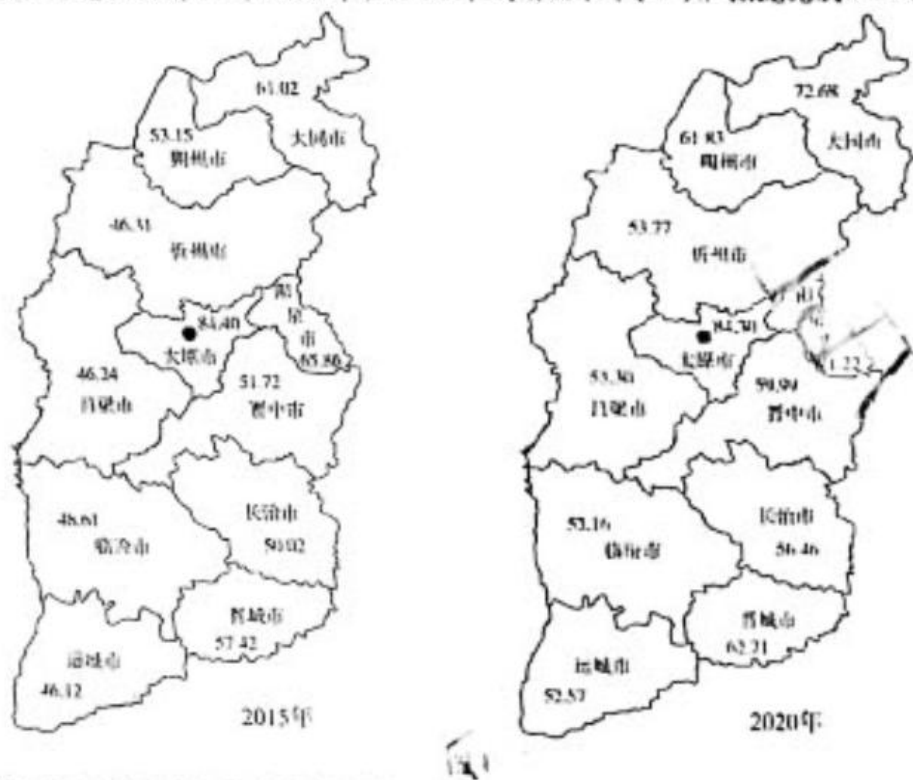 61.02
53.15
大同市
朔州市
46.31
忻州市
阳泉市
84.40
太原市
65.86
46.24
吕梁市
51.72
晋中市
48.61
临汾市
长治市
50.02
晋城市
57.42
运城市
46.12
2015年
72.68
61.83
大同市
朔州市
53.77
忻州市
太原市
53.30
吕梁市
59.99
晋中市
53.16
临汾市
长治市
56.46
晋城市
62.71
运城市
52.57
2020年